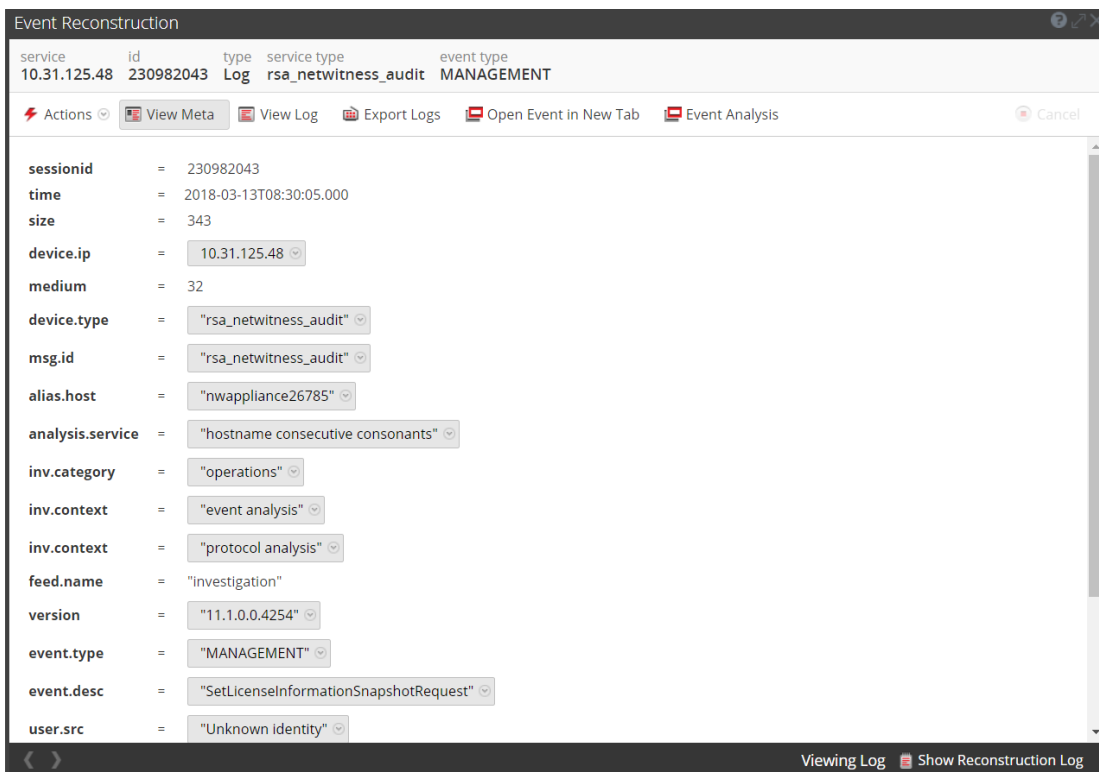 Event Reconstruction
service id type service type event type
10.31.125.48 230982043 Log rsa_netwitness_audit MANAGEMENT
Actions View Meta View Log Export Logs Open Event in New Tab Event Analysis Cancel
sessionid = 230982043
time = 2018-03-13T08:30:05.000
size = 343
device.ip = 10.31.125.48
medium = 32
device.type = "rsa_netwitness_audit"
msg.id = "rsa_netwitness_audit"
alias.host = "nwappliance26785"
analysis.service = "hostname consecutive consonants"
inv.category = "operations"
inv.context = "event analysis"
inv.context = "protocol analysis"
feed.name = "investigation"
version = "11.1.0.0.4254"
event.type = "MANAGEMENT"
event.desc = "SetLicenseInformationSnapshotRequest"
user.src = "Unknown identity"
Viewing Log Show Reconstruction Log